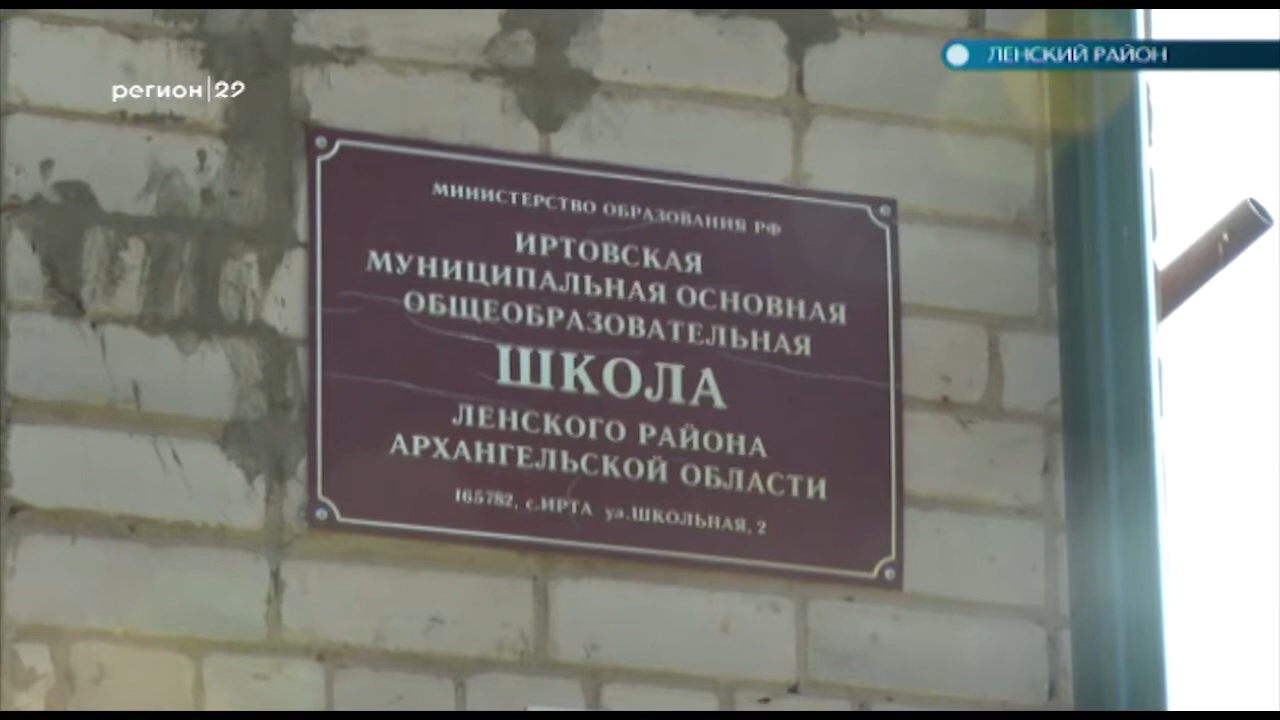 регион|29
ЛЕНСКИЙ РАЙОН
МИНИСТЕРСТВО ОБРАЗОВАНИЯ РФ
ИРТОВСКАЯ
МУНИЦИПАЛЬНАЯ ОСНОВНАЯ
ОБЩЕОБРАЗОВАТЕЛЬНАЯ
ШКОЛА
ЛЕНСКОГО РАЙОНА
АРХАНГЕЛЬСКОЙ ОБЛАСТИ
165782, с.ИРТА ул.ШКОЛЬНАЯ, 2